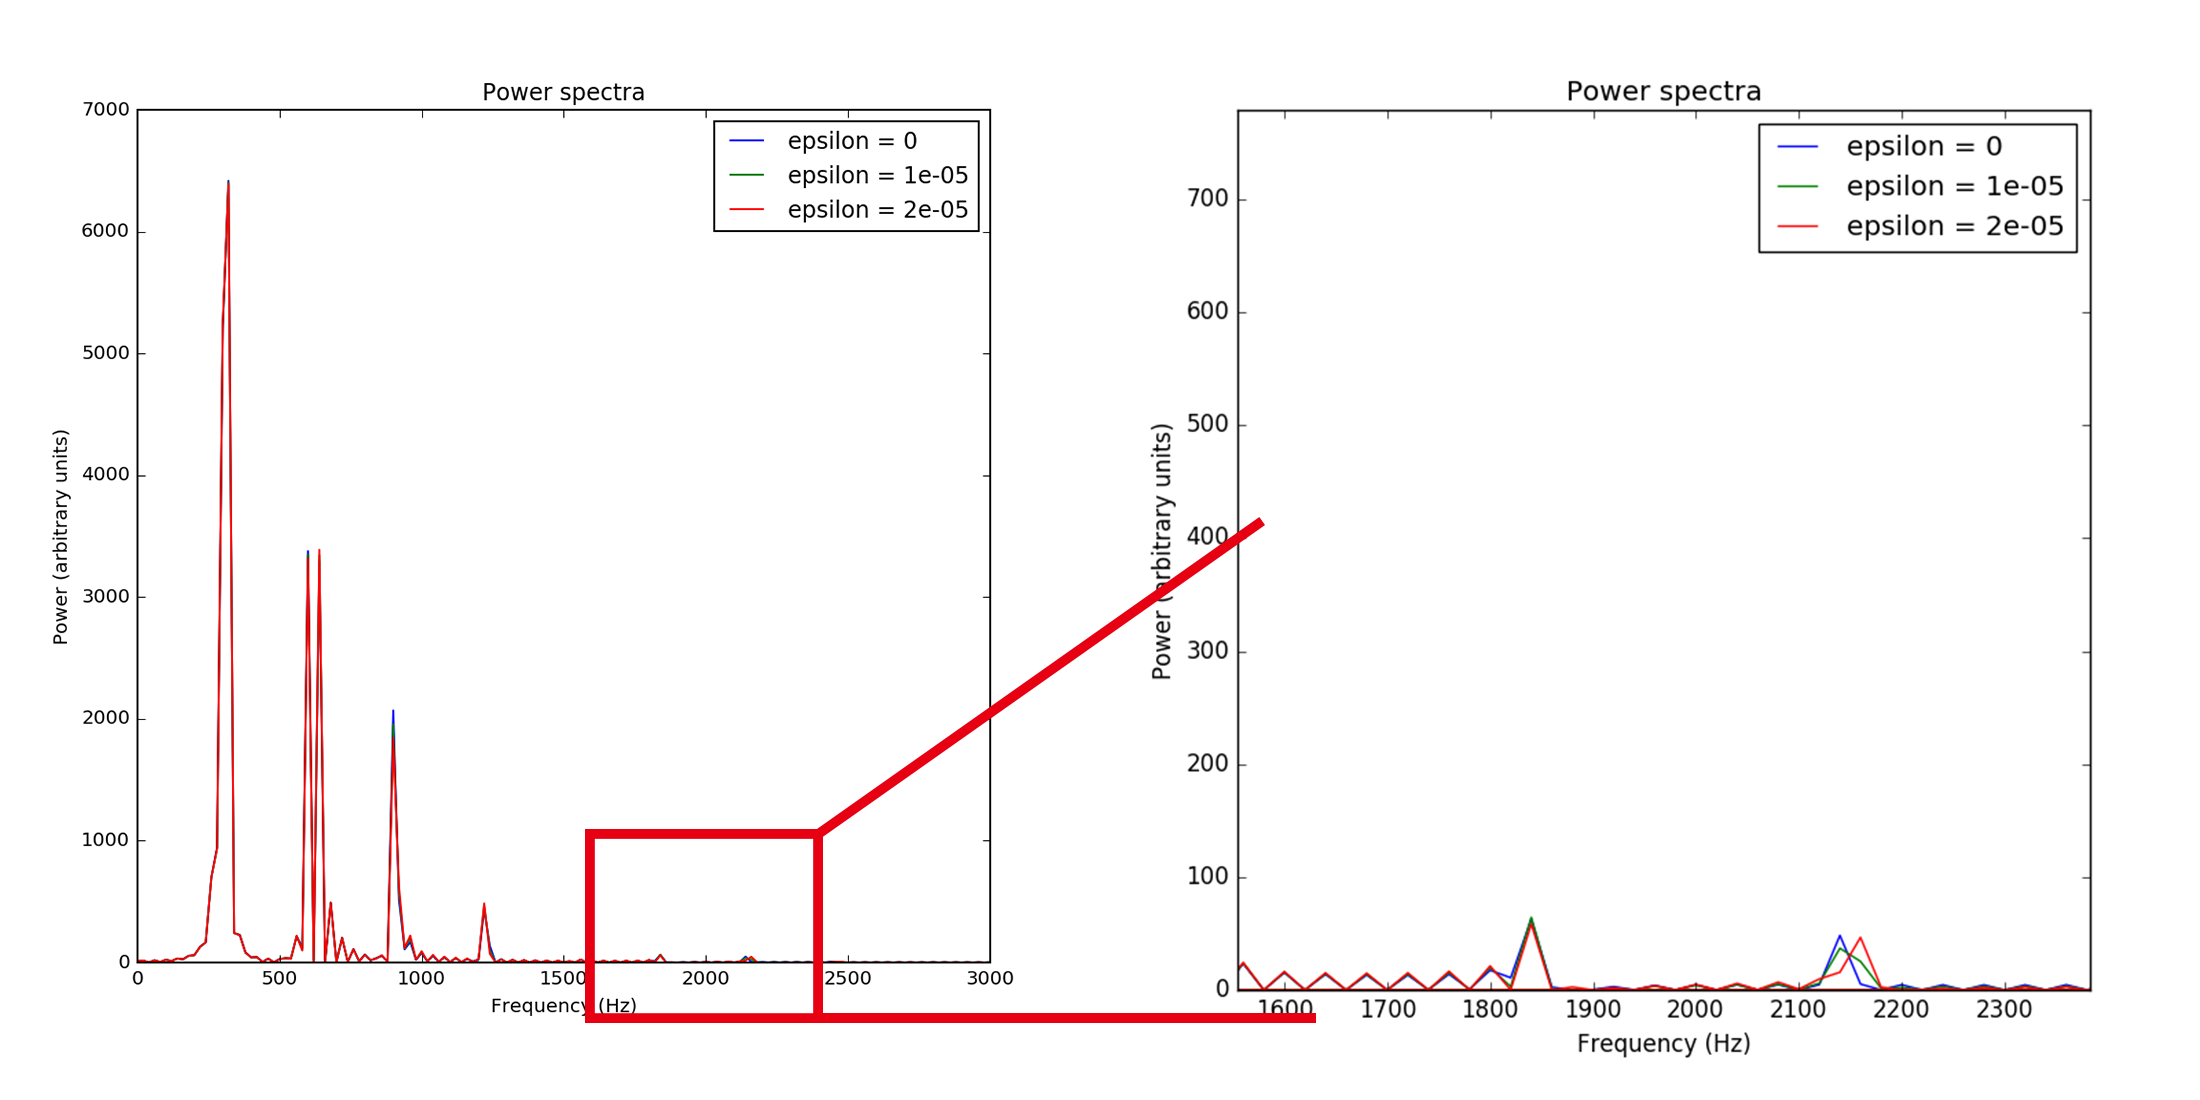 Power spectra
7000
6000
5000
4000
3000
2000
1000
0
Power (arbitrary units)
epsilon = 0
epsilon = 1e-05
epsilon = 2e-05
0
500
1000
1500
2000
2500
3000
Frequency (Hz)
Power spectra
700
600
500
400
300
200
100
0
Power (arbitrary units)
epsilon = 0
epsilon = 1e-05
epsilon = 2e-05
1600
1700
1800
1900
2000
2100
2200
2300
Frequency (Hz)